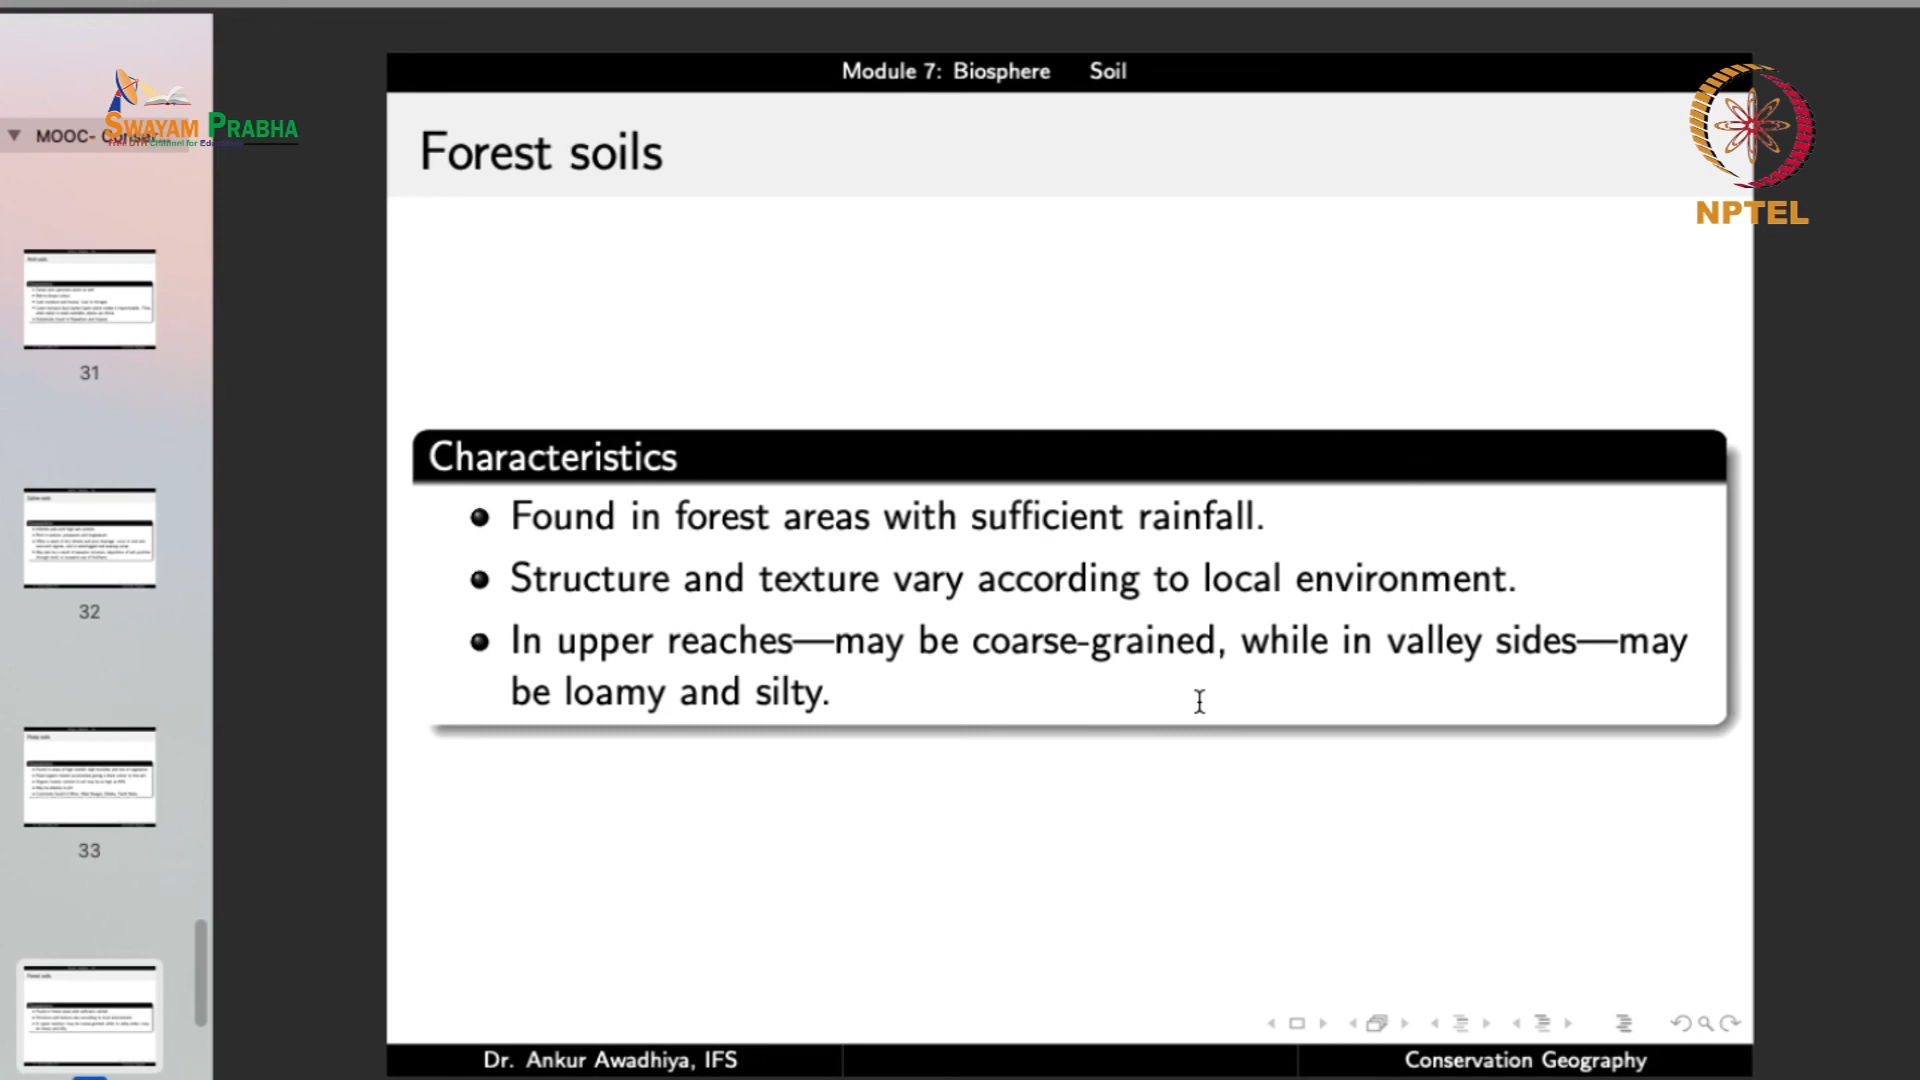 Module 7: Biosphere Soil
SWAYAM PRABHA
MOOC- Conser
NPTEL
Forest soils
Characteristics
Found in forest areas with sufficient rainfall.
Structure and texture vary according to local environment.
In upper reaches—may be coarse-grained, while in valley sides—may
be loamy and silty.
31
32
33
Dr. Ankur Awadhiya, IFS
Conservation Geography